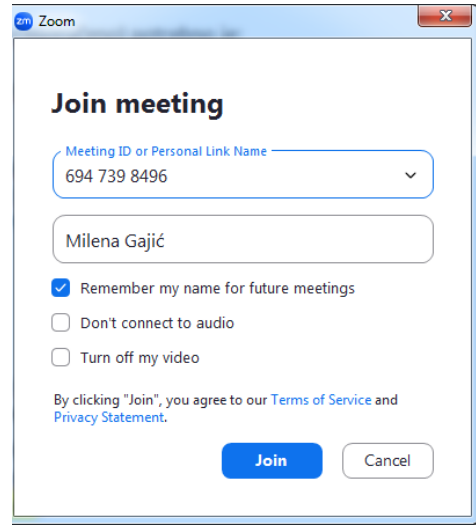 zm Zoom
Join meeting
Meeting ID or Personal Link Name
694 739 8496
Milena Gajić
Remember my name for future meetings
Don't connect to audio
Turn off my video
By clicking "Join", you agree to our Terms of Service and
Privacy Statement.
Join Cancel